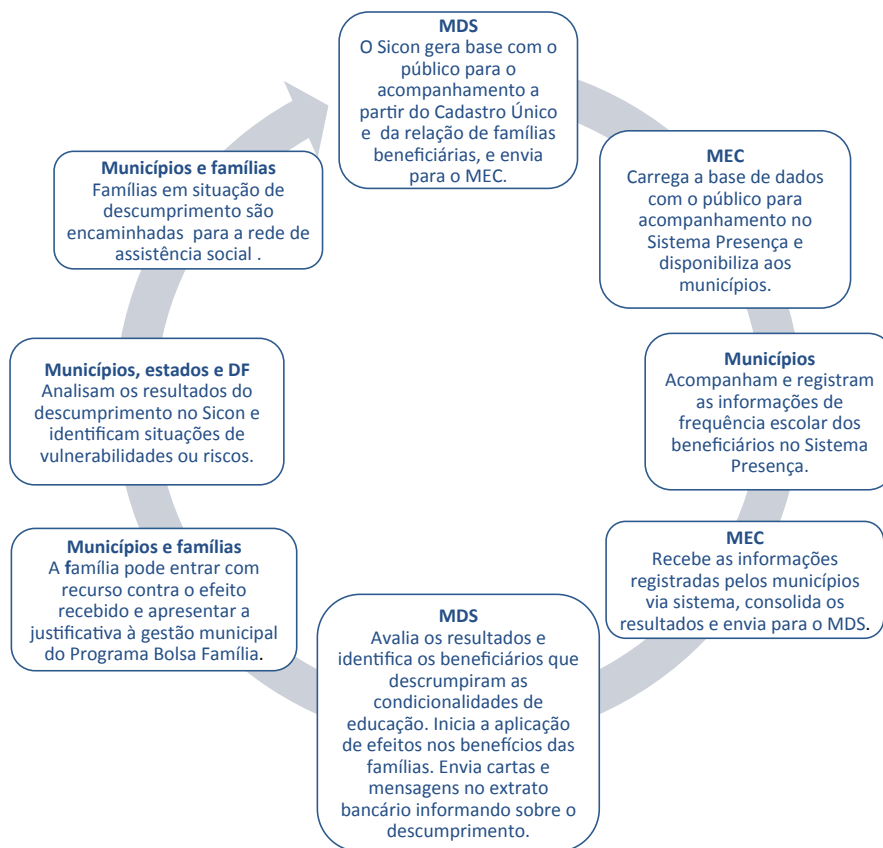 MDS
O Sicon gera base com o
público para o
acompanhamento a
partir do Cadastro Único
e da relação de famílias
beneficiárias, e envia
para o MEC.
MEC
Carrega a base de dados
com o público para
acompanhamento no
Sistema Presença e
disponibiliza aos
municípios.
Municípios
Acompanham e registram
as informações de
frequência escolar dos
beneficiários no Sistema
Presença.
MEC
Recebe as informações
registradas pelos municípios
via sistema, consolida os
resultados e envia para o MDS.
MDS
Avalia os resultados e
identifica os beneficiários que
descrumpiram as
condicionalidades de
educação. Inicia a aplicação
de efeitos nos benefícios das
famílias. Envia cartas e
mensagens no extrato
bancário informando sobre o
descumprimento.
Municípios e famílias
A família pode entrar com
recurso contra o efeito
recebido e apresentar a
justificativa à gestão municipal
do Programa Bolsa Família.
Municípios, estados e DF
Analisam os resultados do
descumprimento no Sicon e
identificam situações de
vulnerabilidades ou riscos.
Municípios e famílias
Famílias em situação de
descumprimento são
encaminhadas para a rede de
assistência social .